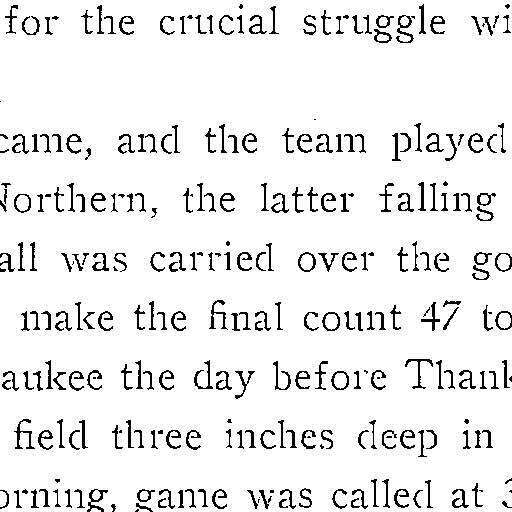 for the crucial struggle wi
came, and the team played
Northern, the latter falling
all was carried over the go
make the final count 47 to
aukee the day before Thank
field three inches deep in
orning, game was called at 3